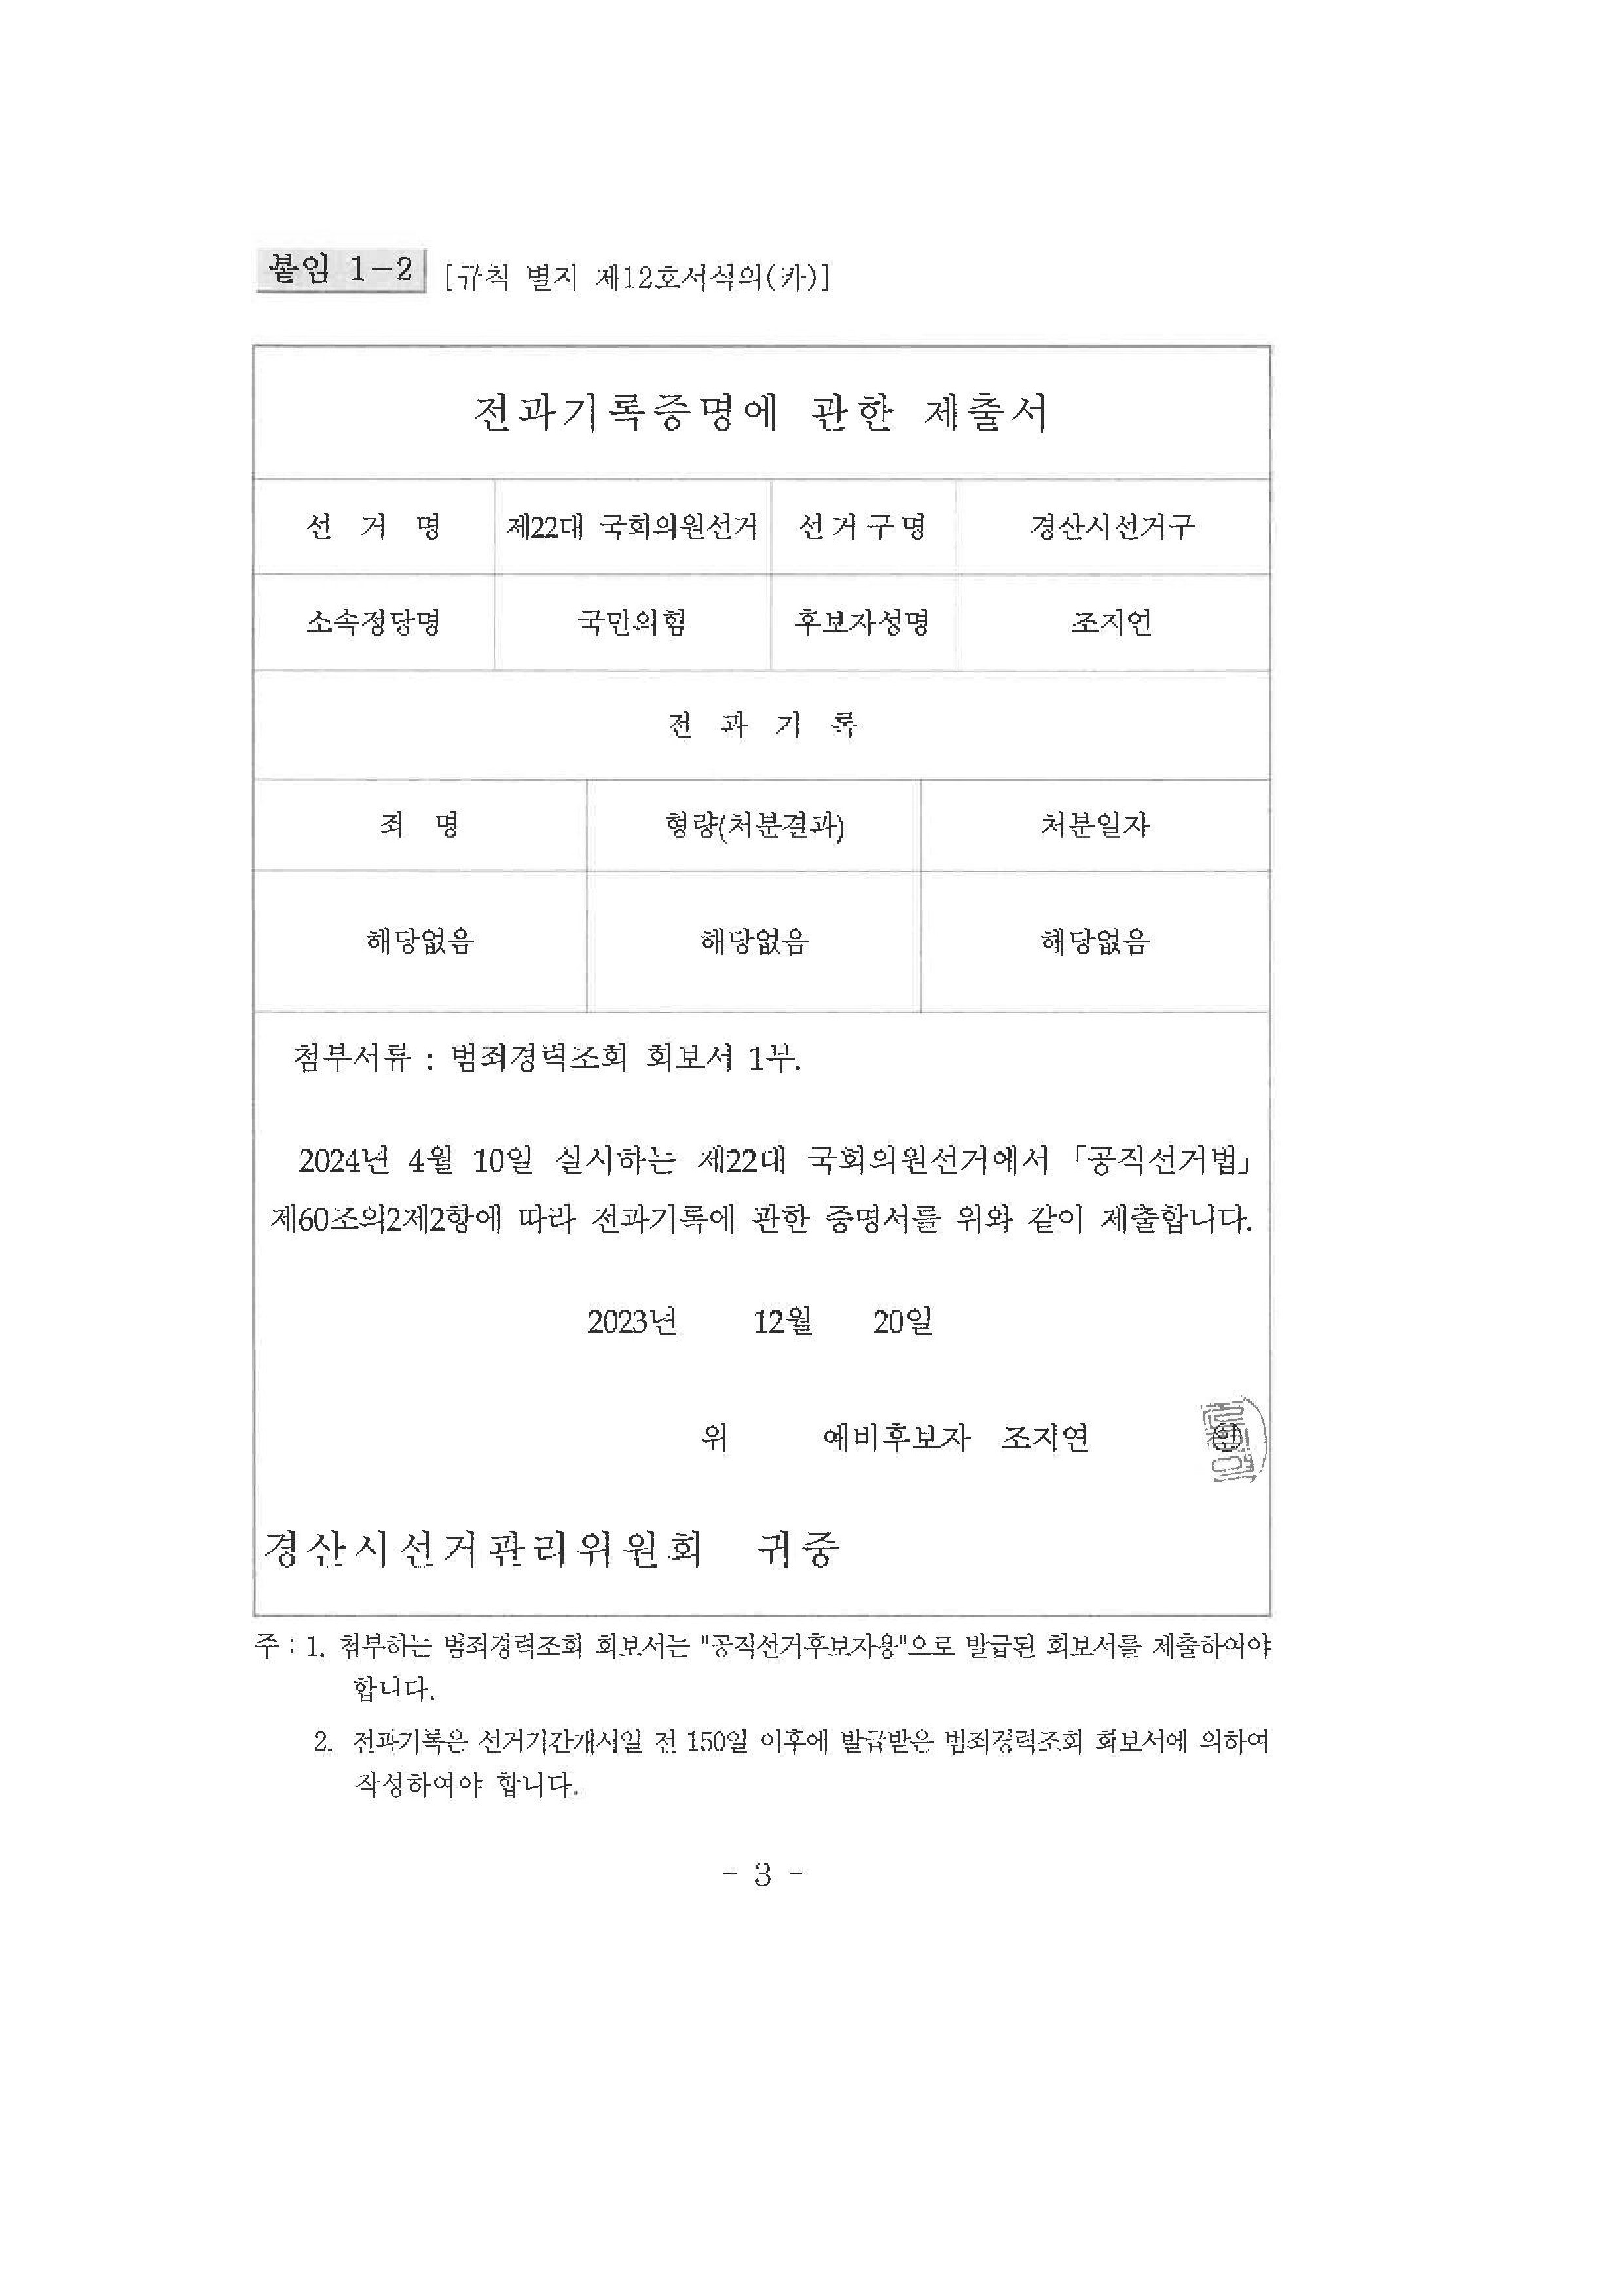 붙임 1-2 [규칙 별지 제12호서식의(카)]
전과기록증명에 관한 제출서
선 거 명 제22대 국회의원선거 선거구명 경산시선거구
소속정당명 국민의힘 후보자성명 조지연
전 과 기 록
죄 명 형량(처분결과) 처분일자
해당없음 해당없음 해당없음
첨부서류 : 범죄경력조회 회보서 1부.
2024년 4월 10일 실시하는 제22대 국회의원선거에서 「공직선거법」
제60조의2제2항에 따라 전과기록에 관한 증명서를 위와 같이 제출합니다.
2023년 12월 20일
위 예비후보자 조지연 인
경산시선거관리위원회 귀중
주 : 1. 첨부하는 범죄경력조회 회보서는 "공직선거후보자용"으로 발급된 회보서를 제출하여야
합니다.
2. 전과기록은 선거기간개시일 전 150일 이후에 발급받은 범죄경력조회 회보서에 의하여
작성하여야 합니다.
- 3 -